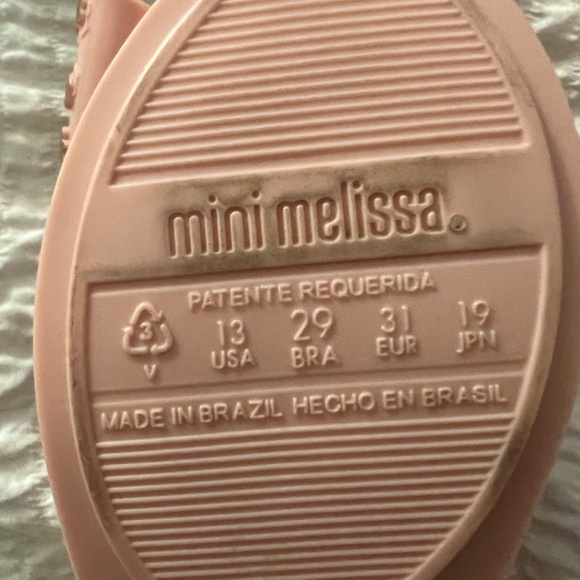 mini melissa®
PATENTE REQUERIDA
3 13 29 31 19
V USA BRA EUR JPN
MADE IN BRAZIL HECHO EN BRASIL